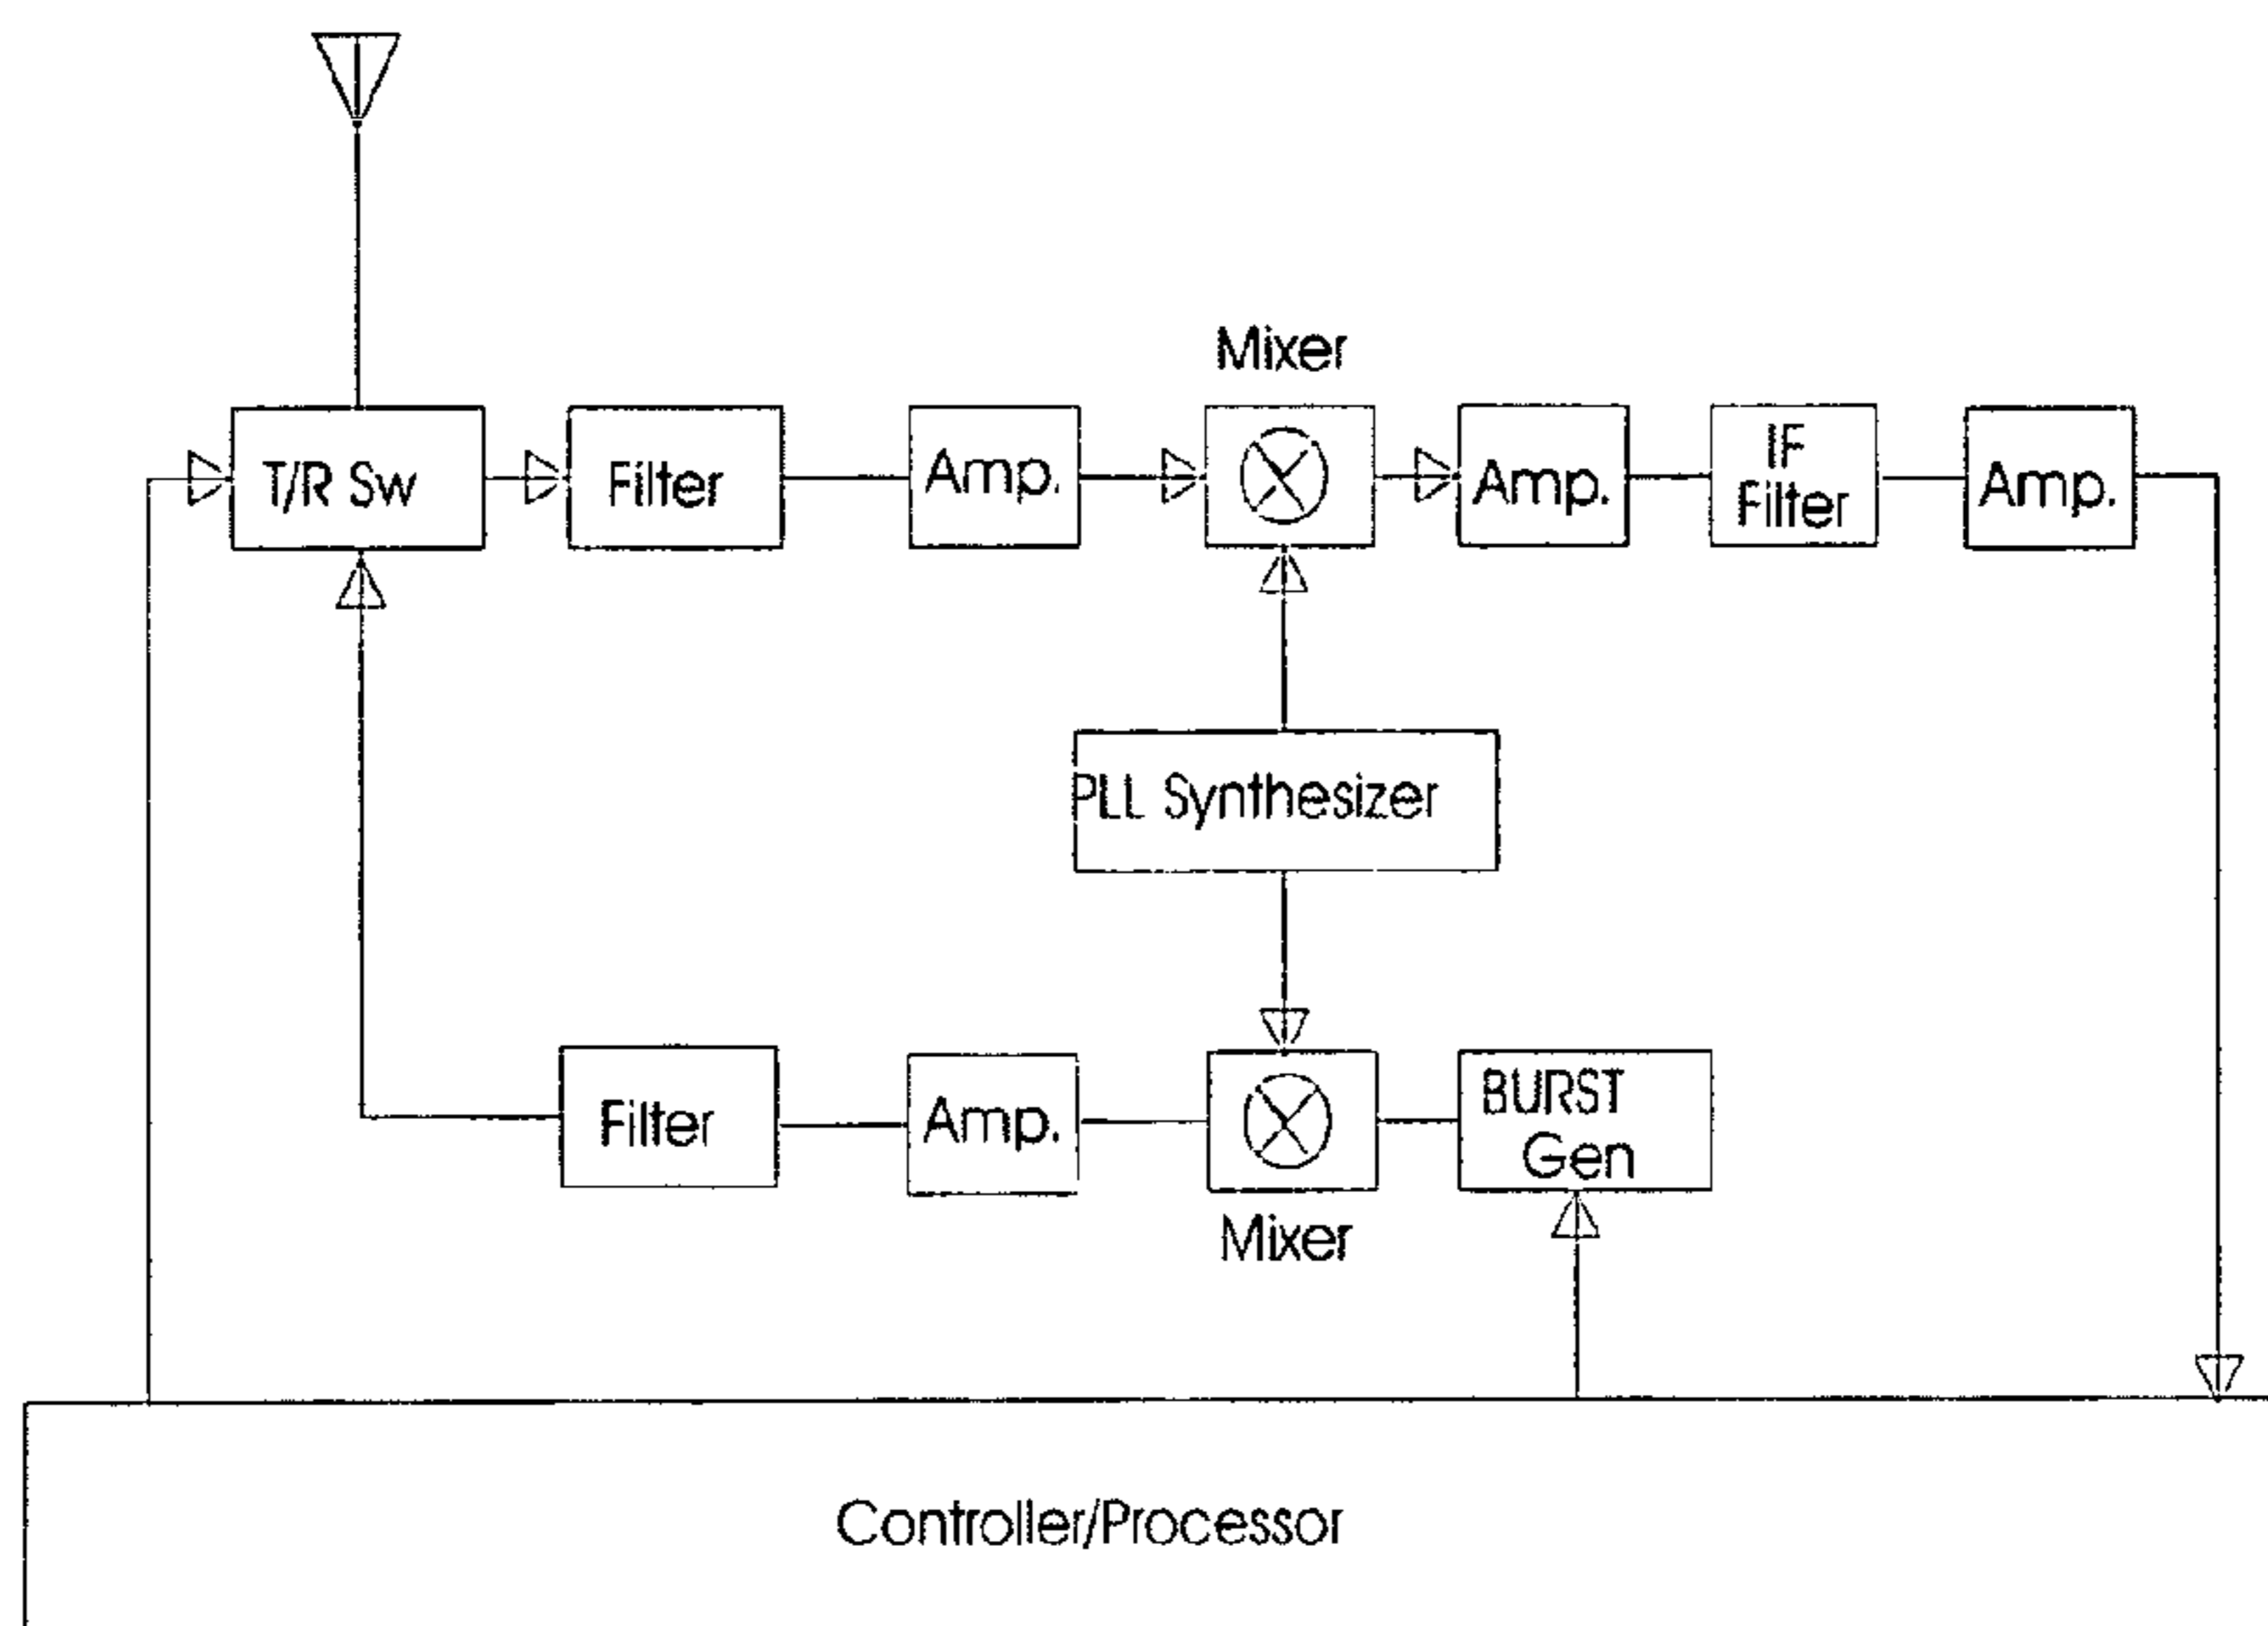 Mixer
T/R Sw
Filter
Amp.
Amp.
IF
Filter
Amp.
PLL Synthesizer
Filter
Amp.
BURST
Gen
Mixer
Controller/Processor